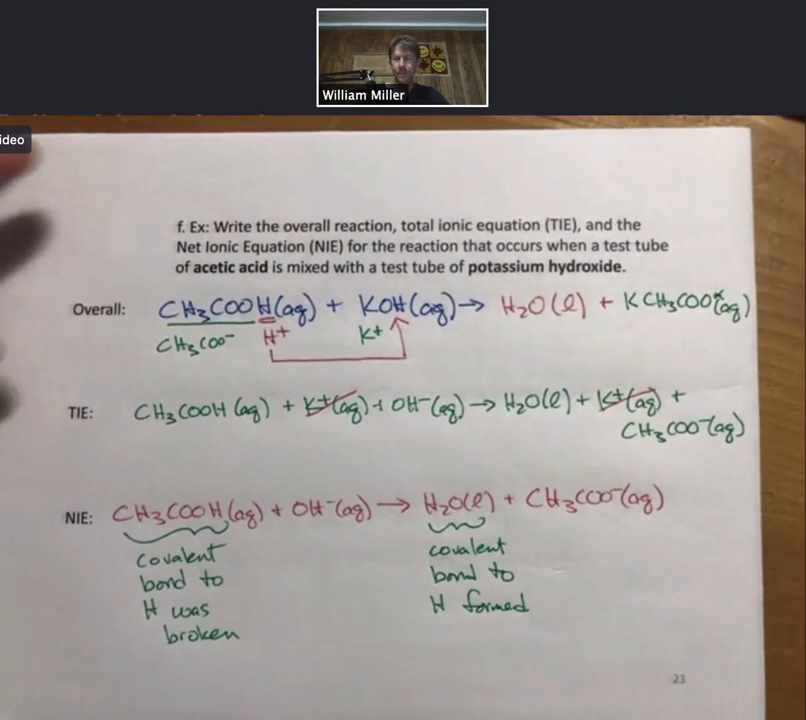 William Miller
ideo
f. Ex: Write the overall reaction, total ionic equation (TIE), and the
Net Ionic Equation (NIE) for the reaction that occurs when a test tube
of acetic acid is mixed with a test tube of potassium hydroxide.
Overall: CH₃COOH(aq) + KOH(aq) → H₂O(l) + KCH₃COO(aq)
CH₃COO⁻ H⁺ K⁺
TIE: CH₃COOH(aq) + K⁺(aq) + OH⁻(aq) → H₂O(l) + K⁺(aq) +
CH₃COO⁻(aq)
NIE: CH₃COOH(aq) + OH⁻(aq) → H₂O(l) + CH₃COO⁻(aq)
covalent
bond to
H was
broken
covalent
bond to
H formed
23